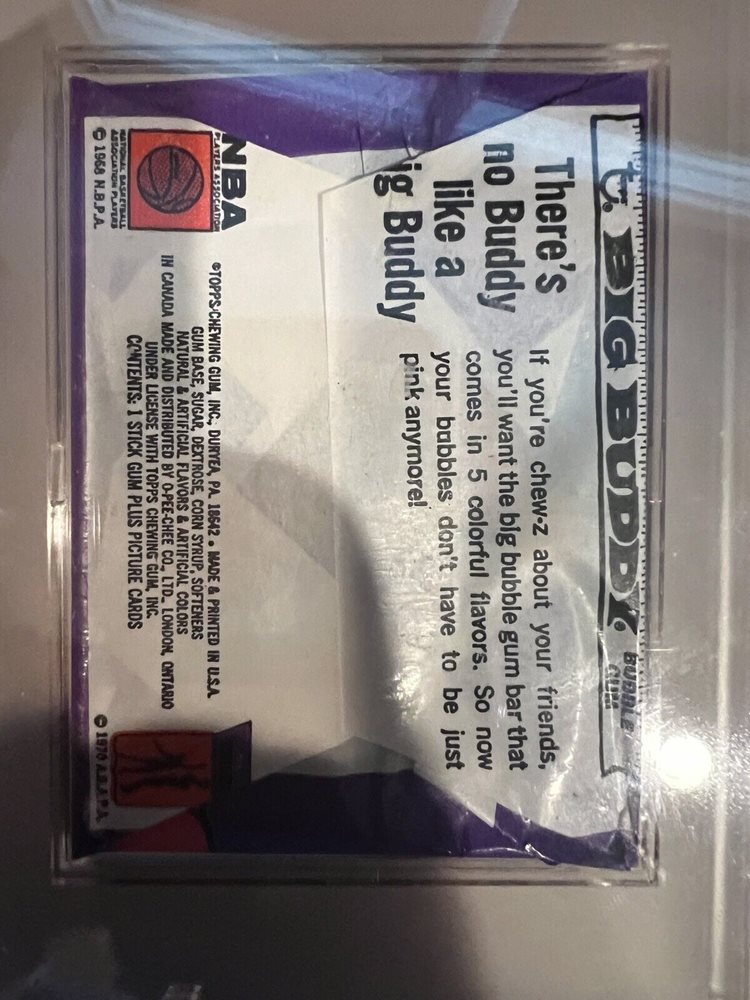 BIG BUDDY
BUBBLE
GUM
There's
no Buddy
like a
ig Buddy
If you're chew-z about your friends,
you'll want the big bubble gum bar that
comes in 5 colorful flavors. So now
your bubbles don't have to be just
pink anymore!
NBA
PLAYERS ASSOCIATION
NATIONAL BASKETBALL
ASSOCIATION PLAYERS
© 1968 N.B.P.A.
©TOPPS-CHEWING GUM, INC., DURYEA, PA. 18642 • MADE & PRINTED IN U.S.A.
GUM BASE, SUGAR, DEXTROSE, CORN SYRUP, SOFTENERS
NATURAL & ARTIFICIAL FLAVORS & ARTIFICIAL COLORS
IN CANADA MADE AND DISTRIBUTED BY O-PEE-CHEE CO., LTD., LONDON, ONTARIO
UNDER LICENSE WITH TOPPS CHEWING GUM, INC.
CONTENTS: 1 STICK GUM PLUS PICTURE CARDS
© 1970 A.B.A.P.A.